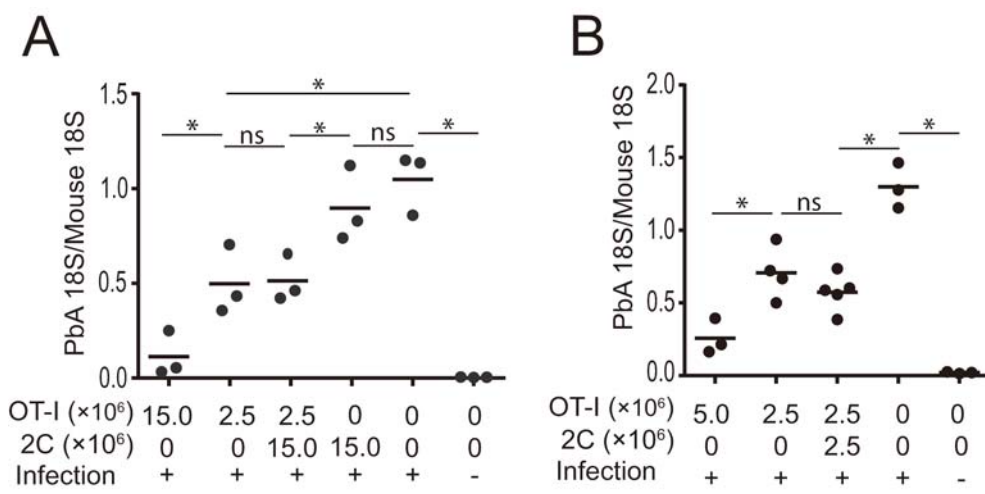 A
PbA 18S/Mouse 18S
1.5
1.0
0.5
0.0
* ns * ns *
*
OT-I (×10⁶) 15.0 2.5 2.5 0 0 0
2C (×10⁶) 0 0 15.0 15.0 0 0
Infection + + + + + -
B
PbA 18S/Mouse 18S
2.0
1.5
1.0
0.5
0.0
* ns * *
OT-I (×10⁶) 5.0 2.5 2.5 0 0
2C (×10⁶) 0 0 2.5 0 0
Infection + + + + -